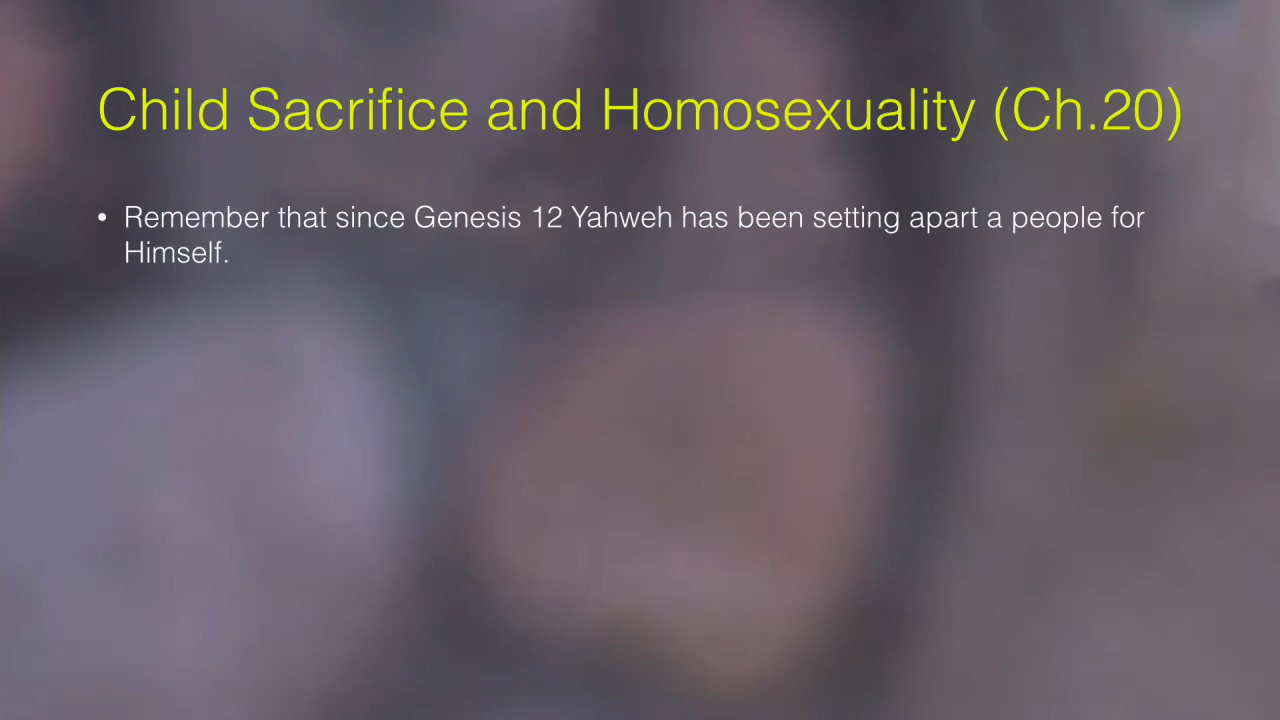 Child Sacrifice and Homosexuality (Ch.20)
• Remember that since Genesis 12 Yahweh has been setting apart a people for
Himself.